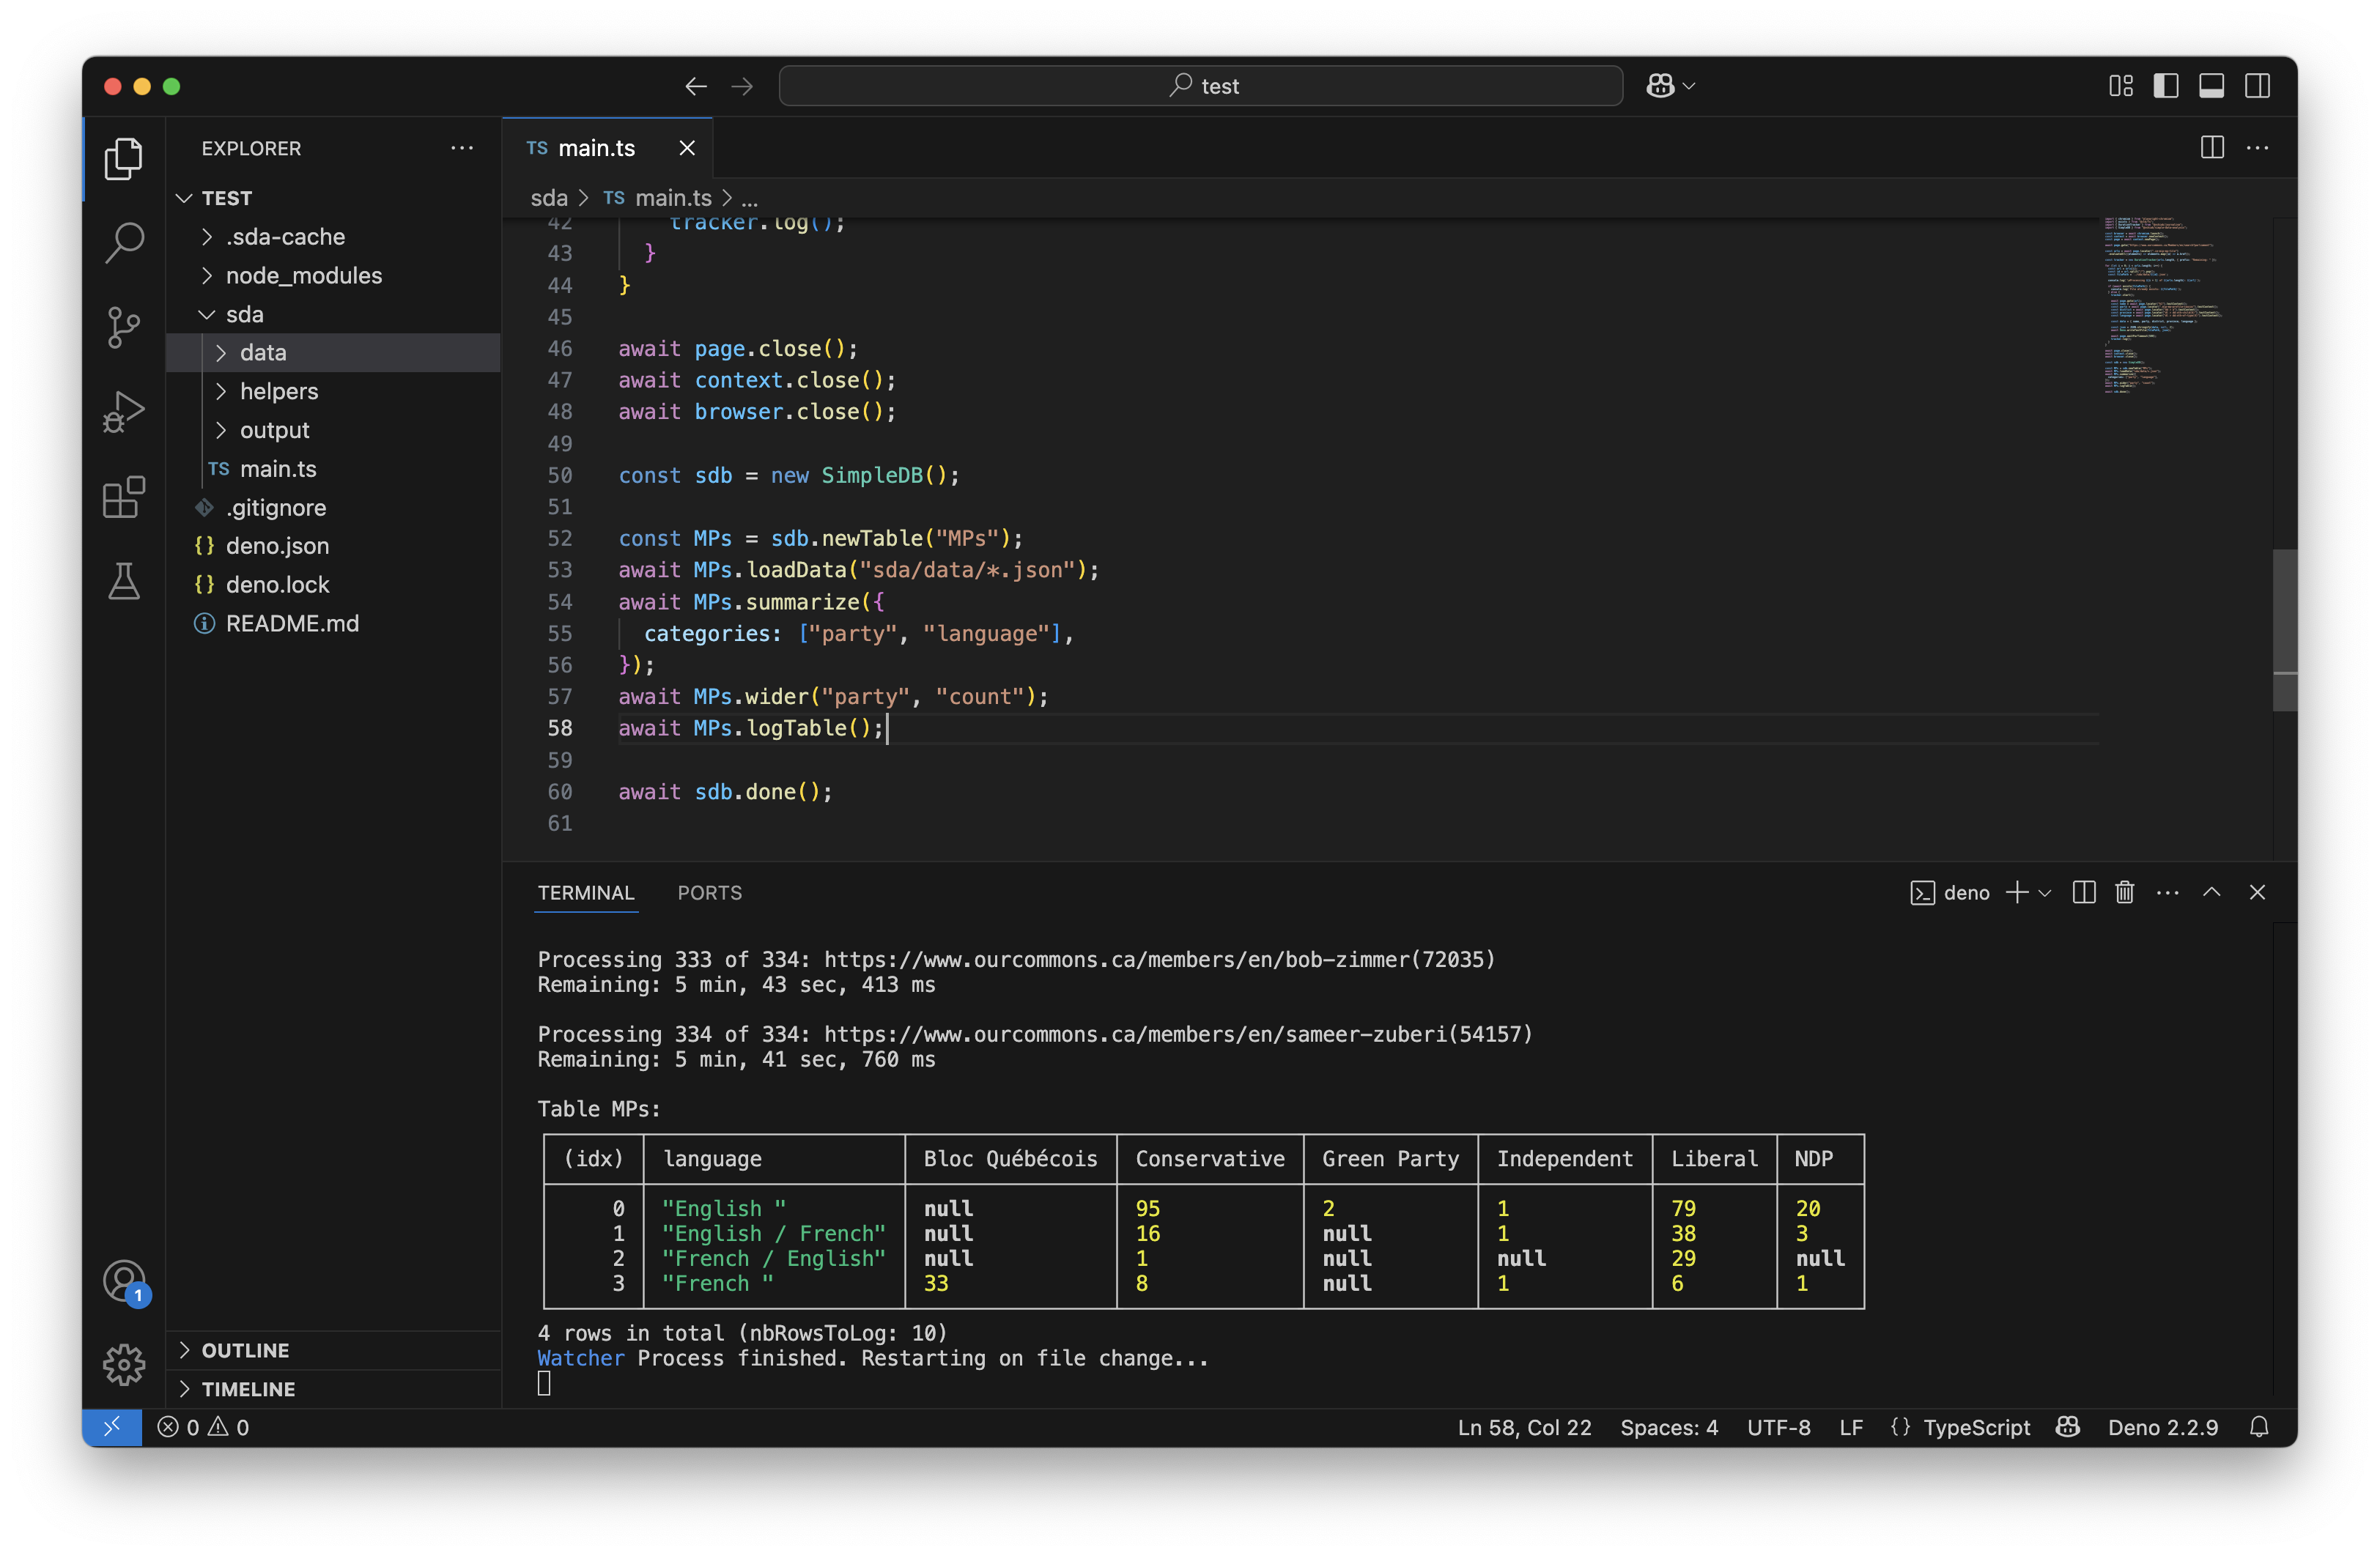 test
EXPLORER
TEST
.sda-cache
node_modules
sda
data
helpers
output
TS main.ts
.gitignore
{} deno.json
{} deno.lock
README.md
OUTLINE
TIMELINE
1
TS main.ts
sda > TS main.ts > ...
42 tracker.log();
43 }
44 }
45
46 await page.close();
47 await context.close();
48 await browser.close();
49
50 const sdb = new SimpleDB();
51
52 const MPs = sdb.newTable("MPs");
53 await MPs.loadData("sda/data/*.json");
54 await MPs.summarize({
55 categories: ["party", "language"],
56 });
57 await MPs.wider("party", "count");
58 await MPs.logTable();
59
60 await sdb.done();
61
TERMINAL PORTS
deno
Processing 333 of 334: https://www.ourcommons.ca/members/en/bob-zimmer(72035)
Remaining: 5 min, 43 sec, 413 ms
Processing 334 of 334: https://www.ourcommons.ca/members/en/sameer-zuberi(54157)
Remaining: 5 min, 41 sec, 760 ms
Table MPs:
(idx) language Bloc Québécois Conservative Green Party Independent Liberal NDP
0 "English " null 95 2 1 79 20
1 "English / French" null 16 null 1 38 3
2 "French / English" null 1 null null 29 null
3 "French " 33 8 null 1 6 1
4 rows in total (nbRowsToLog: 10)
Watcher Process finished. Restarting on file change...
0 0
Ln 58, Col 22 Spaces: 4 UTF-8 LF {} TypeScript Deno 2.2.9